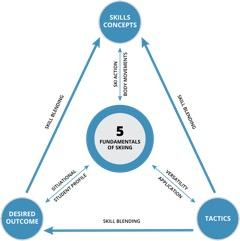 SKILLS
CONCEPTS
SKI ACTION
BODY MOVEMENTS
SKILL BLENDING
SKILL BLENDING
5
FUNDAMENTALS
OF SKIING
SITUATIONAL
STUDENT PROFILE
VERSATILITY
APPLICATION
DESIRED
OUTCOME
TACTICS
SKILL BLENDING